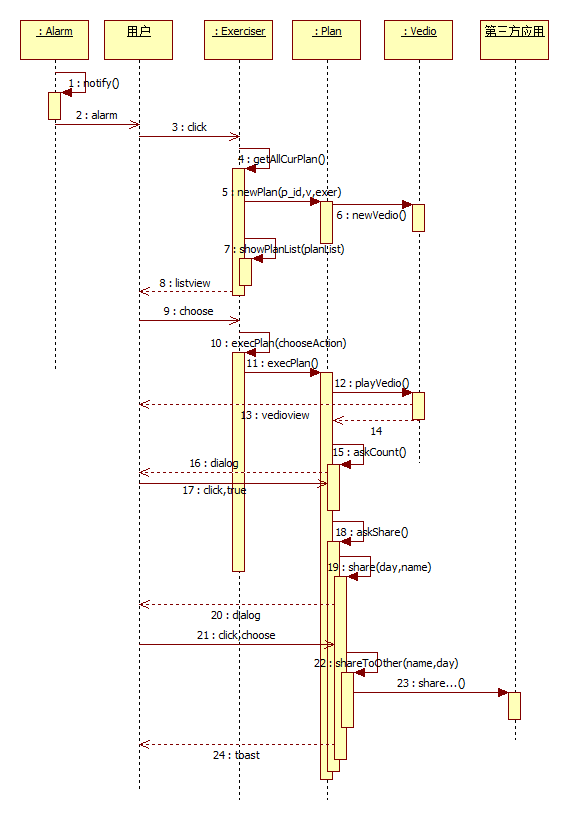 : Alarm
用户
: Exerciser
: Plan
: Vedio
第三方应用
1 : notify()
2 : alarm
3 : click
4 : getAllCurPlan()
5 : newPlan(p_id,v,exer)
6 : newVedio()
7 : showPlanList(planList)
8 : listview
9 : choose
10 : execPlan(chooseAction)
11 : execPlan()
12 : playVedio()
13 : vedioview
14
15 : askCount()
16 : dialog
17 : click,true
18 : askShare()
19 : share(day,name)
20 : dialog
21 : click,choose
22 : shareToOther(name,day)
23 : share...()
24 : toast